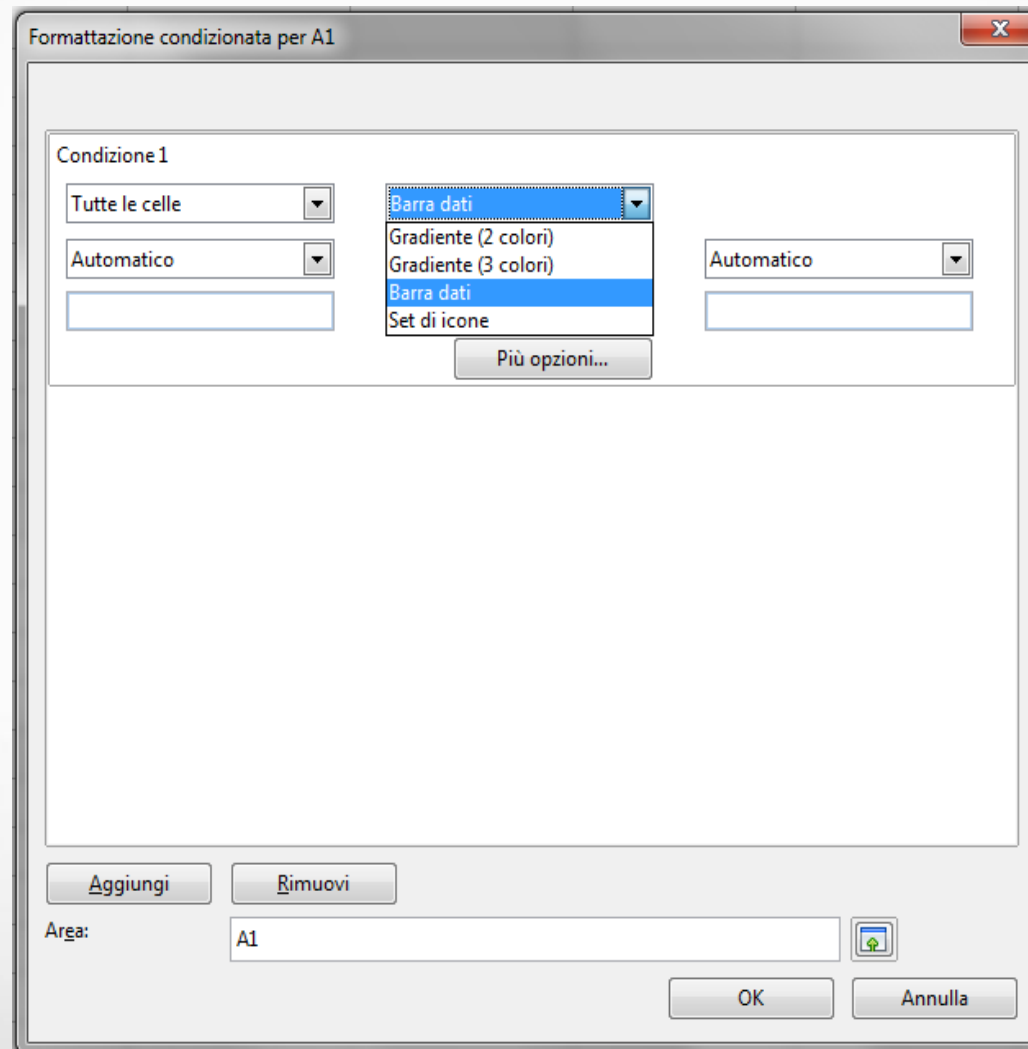 Formattazione condizionata per A1
Condizione 1
Tutte le celle
Barra dati
Gradiente (2 colori)
Gradiente (3 colori)
Barra dati
Set di icone
Automatico
Automatico
Più opzioni...
Aggiungi
Rimuovi
Area:
A1
OK
Annulla